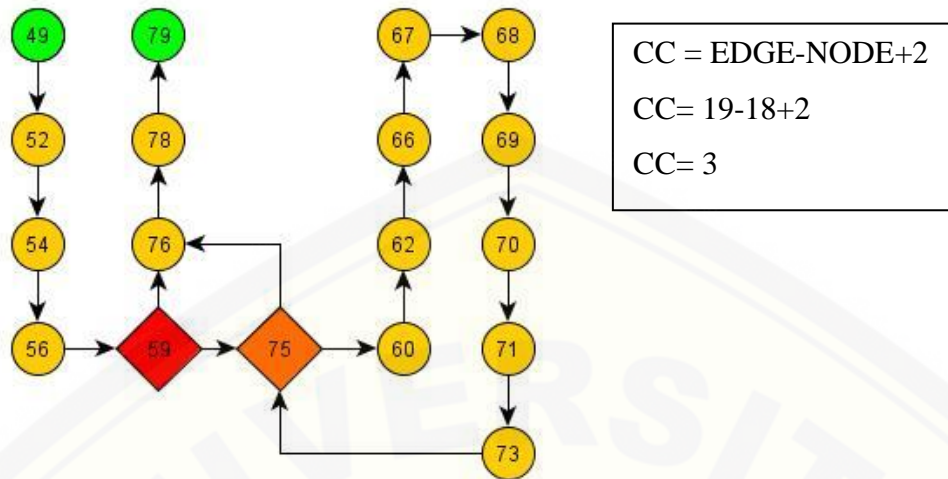 49 79 67 68
52 78 66 69
54 76 62 70
56 59 75 60 71
73
CC = EDGE-NODE+2
CC= 19-18+2
CC= 3
UNIVERSIT